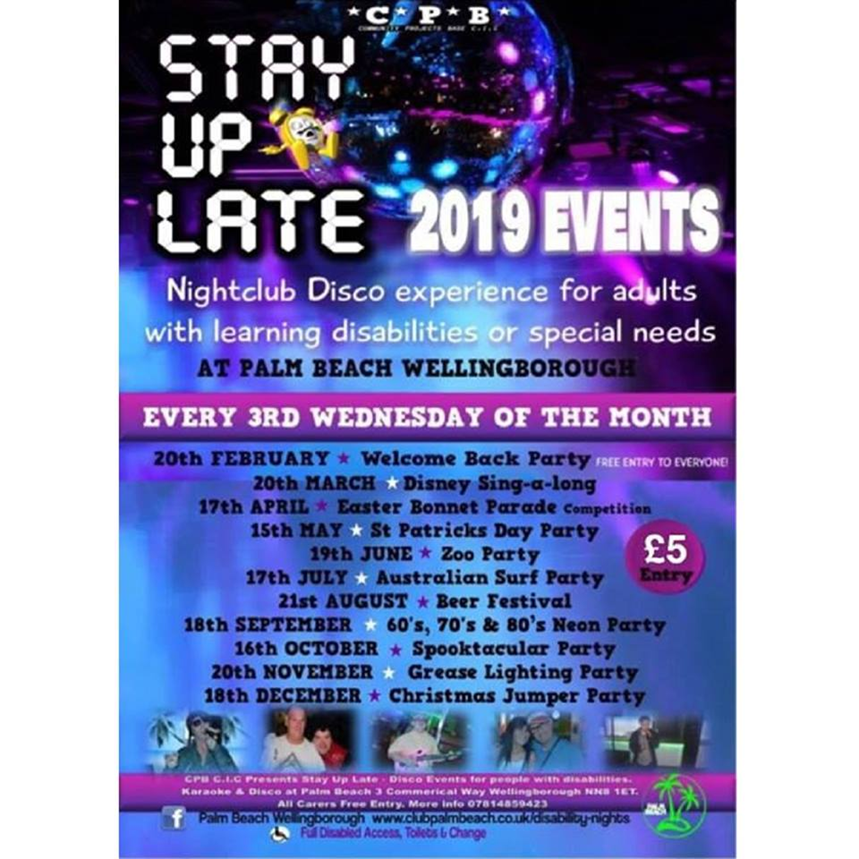 ★C★P★B★
COMMUNITY PROJECTS BASE C.I.C
STAY
UP
LATE
2019 EVENTS
Nightclub Disco experience for adults
with learning disabilities or special needs
AT PALM BEACH WELLINGBOROUGH
EVERY 3RD WEDNESDAY OF THE MONTH
20th FEBRUARY ★ Welcome Back Party FREE ENTRY TO EVERYONE!
20th MARCH ★ Disney Sing-a-long
17th APRIL ★ Easter Bonnet Parade Competition
15th MAY ★ St Patricks Day Party
19th JUNE ★ Zoo Party
17th JULY ★ Australian Surf Party
21st AUGUST ★ Beer Festival
18th SEPTEMBER ★ 60's, 70's & 80's Neon Party
16th OCTOBER ★ Spooktacular Party
20th NOVEMBER ★ Grease Lighting Party
18th DECEMBER ★ Christmas Jumper Party
£5
Entry
CPB C.I.C Presents Stay Up Late - Disco Events for people with disabilities.
Karaoke & Disco at Palm Beach 3 Commerical Way Wellingborough NN8 1ET.
All Carers Free Entry. More info 07814859423
f Palm Beach Wellingborough www.clubpalmbeach.co.uk/disability-nights
Full Disabled Access, Toilets & Change
PALM
BEACH